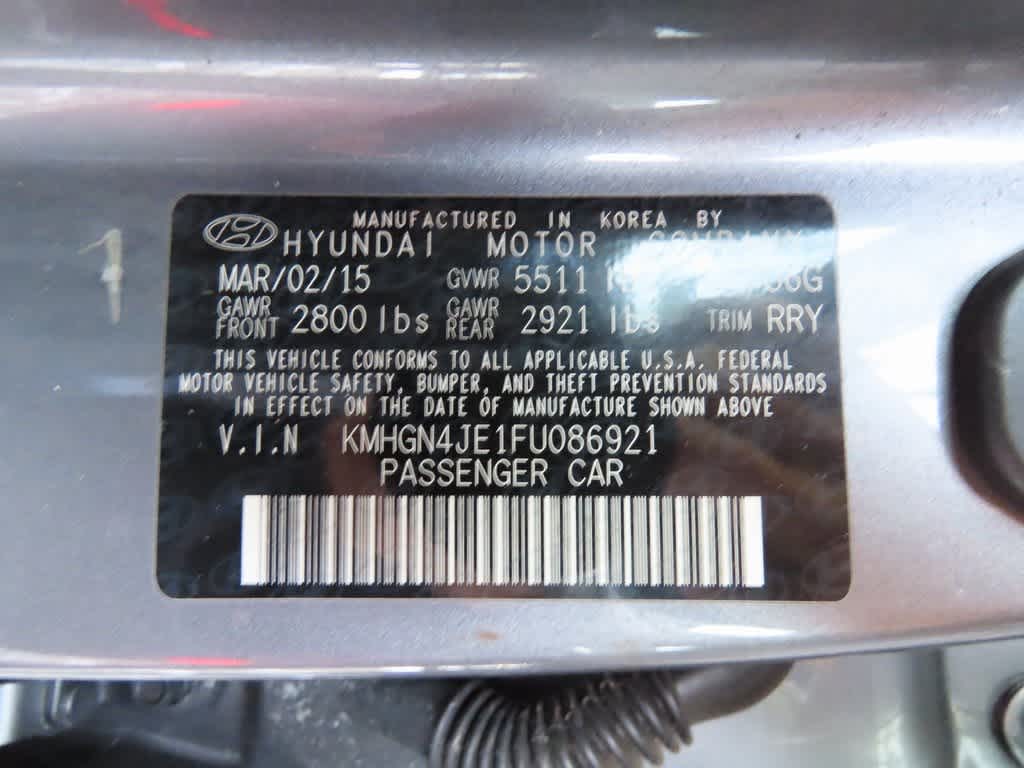 MANUFACTURED IN KOREA BY
HYUNDAI MOTOR COMPANY
MAR/02/15 GVWR 5511
GAWR FRONT 2800 lbs GAWR REAR 2921 lbs TRIM RRY
THIS VEHICLE CONFORMS TO ALL APPLICABLE U.S.A. FEDERAL
MOTOR VEHICLE SAFETY, BUMPER, AND THEFT PREVENTION STANDARDS
IN EFFECT ON THE DATE OF MANUFACTURE SHOWN ABOVE
V.I.N KMHGN4JE1FU086921
PASSENGER CAR